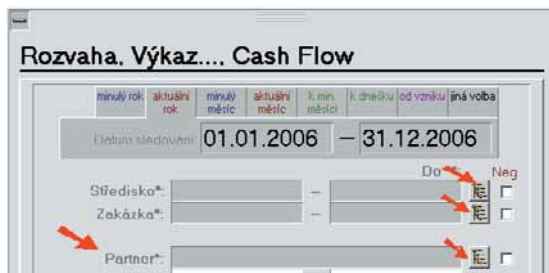 Rozvaha, Výkaz..., Cash Flow
minulý rok aktuální rok minulý měsíc aktuální měsíc k min. měsíci k dnešku od vzniku jiná volba
Datum sledování 01.01.2006 – 31.12.2006
Do Neg
Středisko*: –
Zakázka*: –
Partner*: